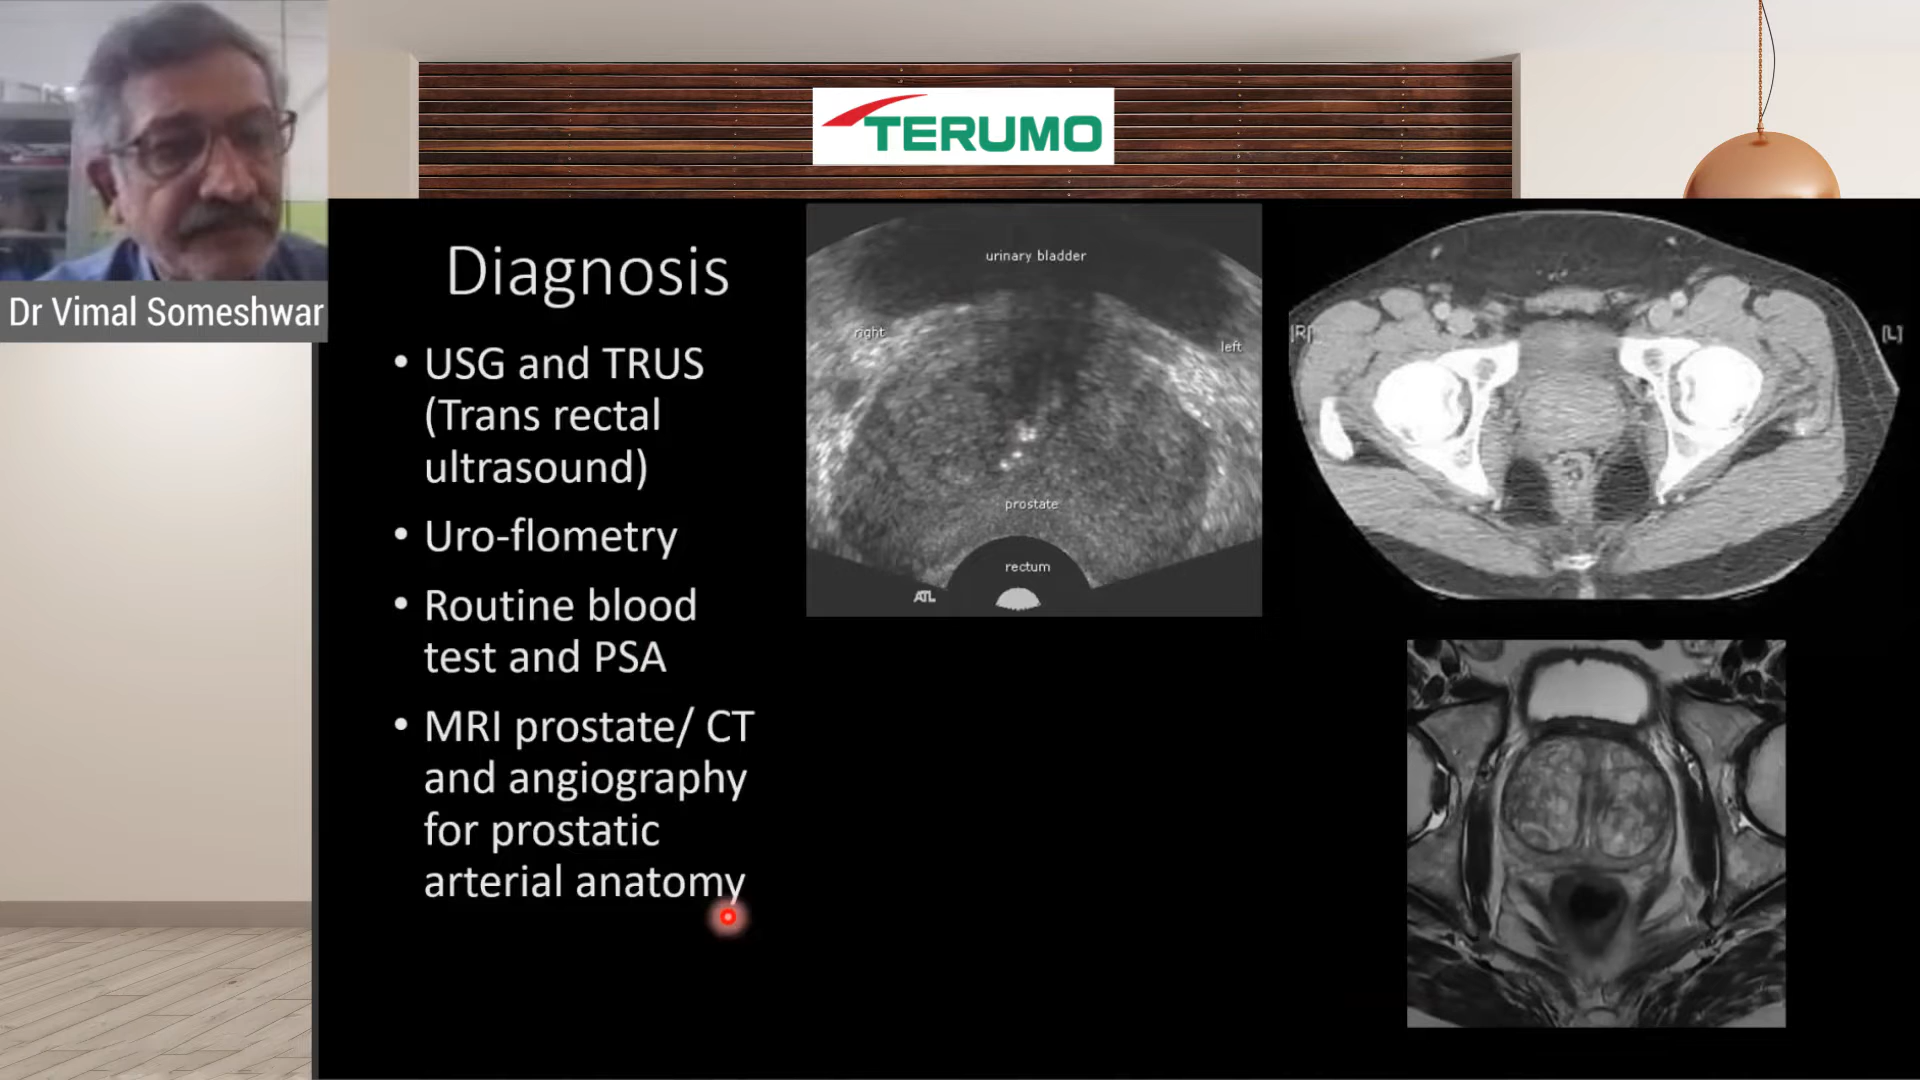 TERUMO
Dr Vimal Someshwar
Diagnosis
• USG and TRUS
(Trans rectal
ultrasound)
• Uro-flometry
• Routine blood
test and PSA
• MRI prostate/ CT
and angiography
for prostatic
arterial anatomy
urinary bladder
right
left
prostate
rectum
ATL
[R]
[L]